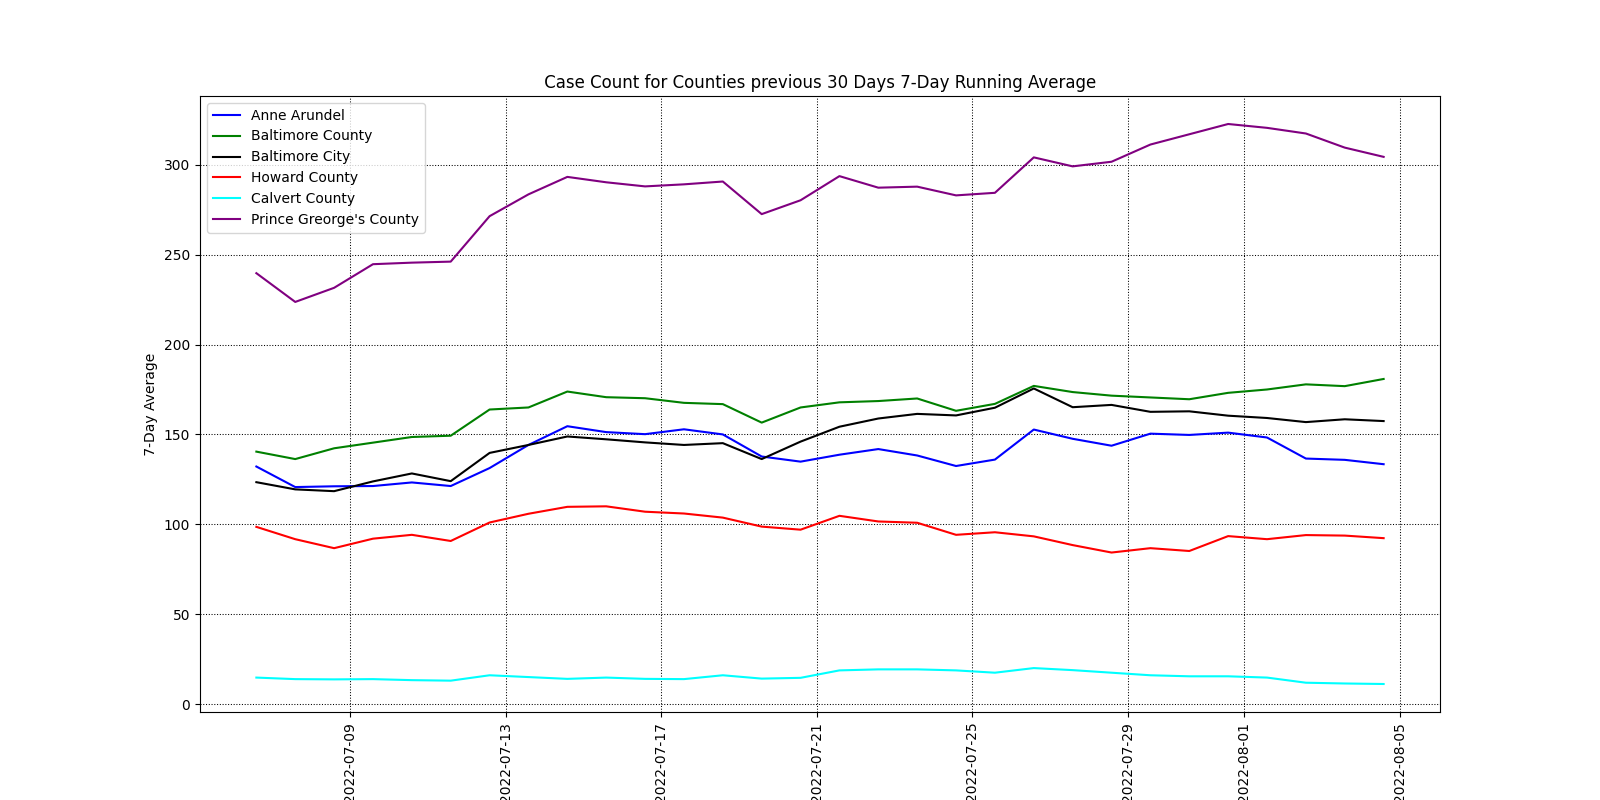 Case Count for Counties previous 30 Days 7-Day Running Average
Anne Arundel
Baltimore County
Baltimore City
Howard County
Calvert County
Prince Greorge's County
300
250
200
150
100
50
0
7-Day Average
2022-07-09
2022-07-13
2022-07-17
2022-07-21
2022-07-25
2022-07-29
2022-08-01
2022-08-05